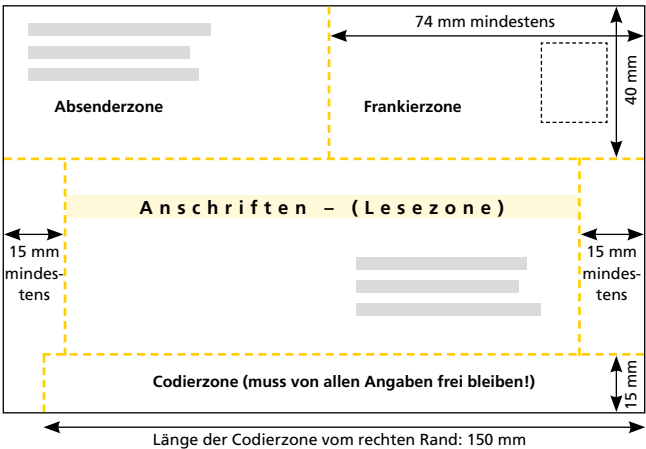 74 mm mindestens
40 mm
Absenderzone
Frankierzone
Anschriften – (Lesezone)
15 mm
mindes-
tens
15 mm
mindes-
tens
Codierzone (muss von allen Angaben frei bleiben!)
15 mm
Länge der Codierzone vom rechten Rand: 150 mm